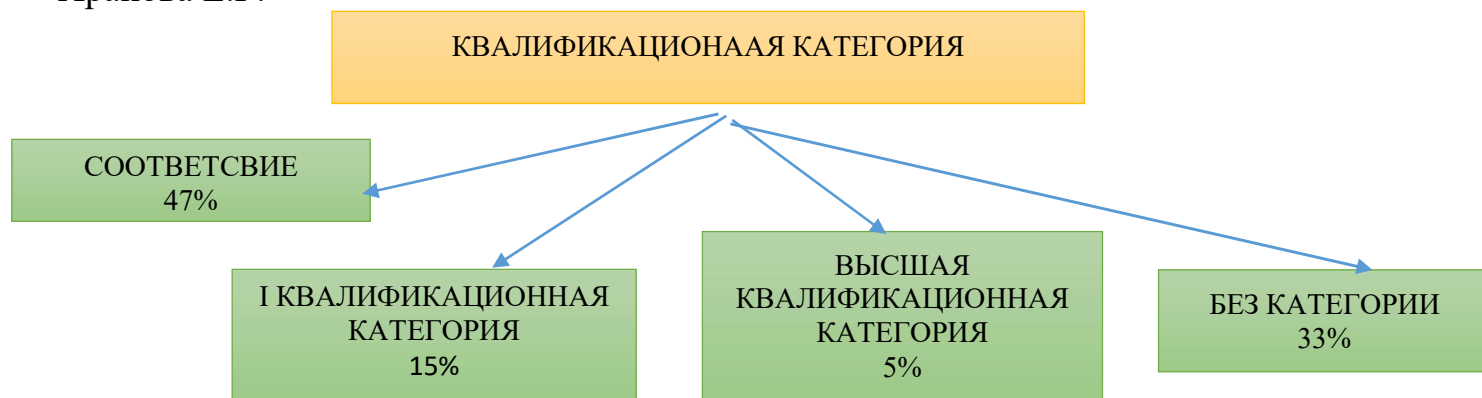 КВАЛИФИКАЦИОНААЯ КАТЕГОРИЯ
СООТВЕТСВИЕ
47%
I КВАЛИФИКАЦИОННАЯ
КАТЕГОРИЯ
15%
ВЫСШАЯ
КВАЛИФИКАЦИОННАЯ
КАТЕГОРИЯ
5%
БЕЗ КАТЕГОРИИ
33%